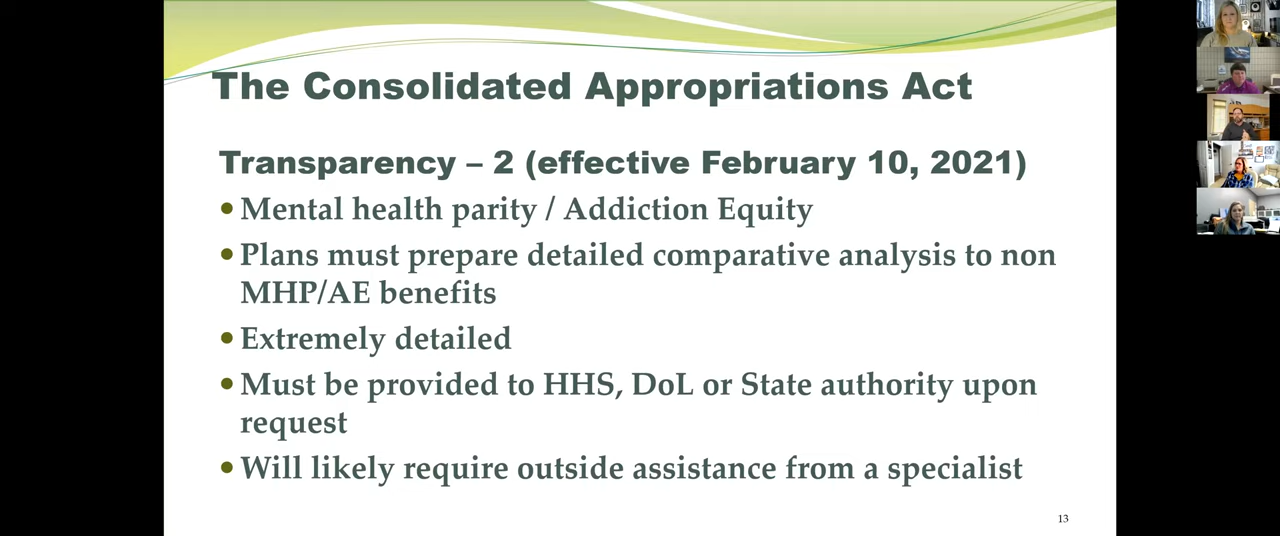 The Consolidated Appropriations Act
Transparency – 2 (effective February 10, 2021)
• Mental health parity / Addiction Equity
• Plans must prepare detailed comparative analysis to non
MHP/AE benefits
• Extremely detailed
• Must be provided to HHS, DoL or State authority upon
request
• Will likely require outside assistance from a specialist
13